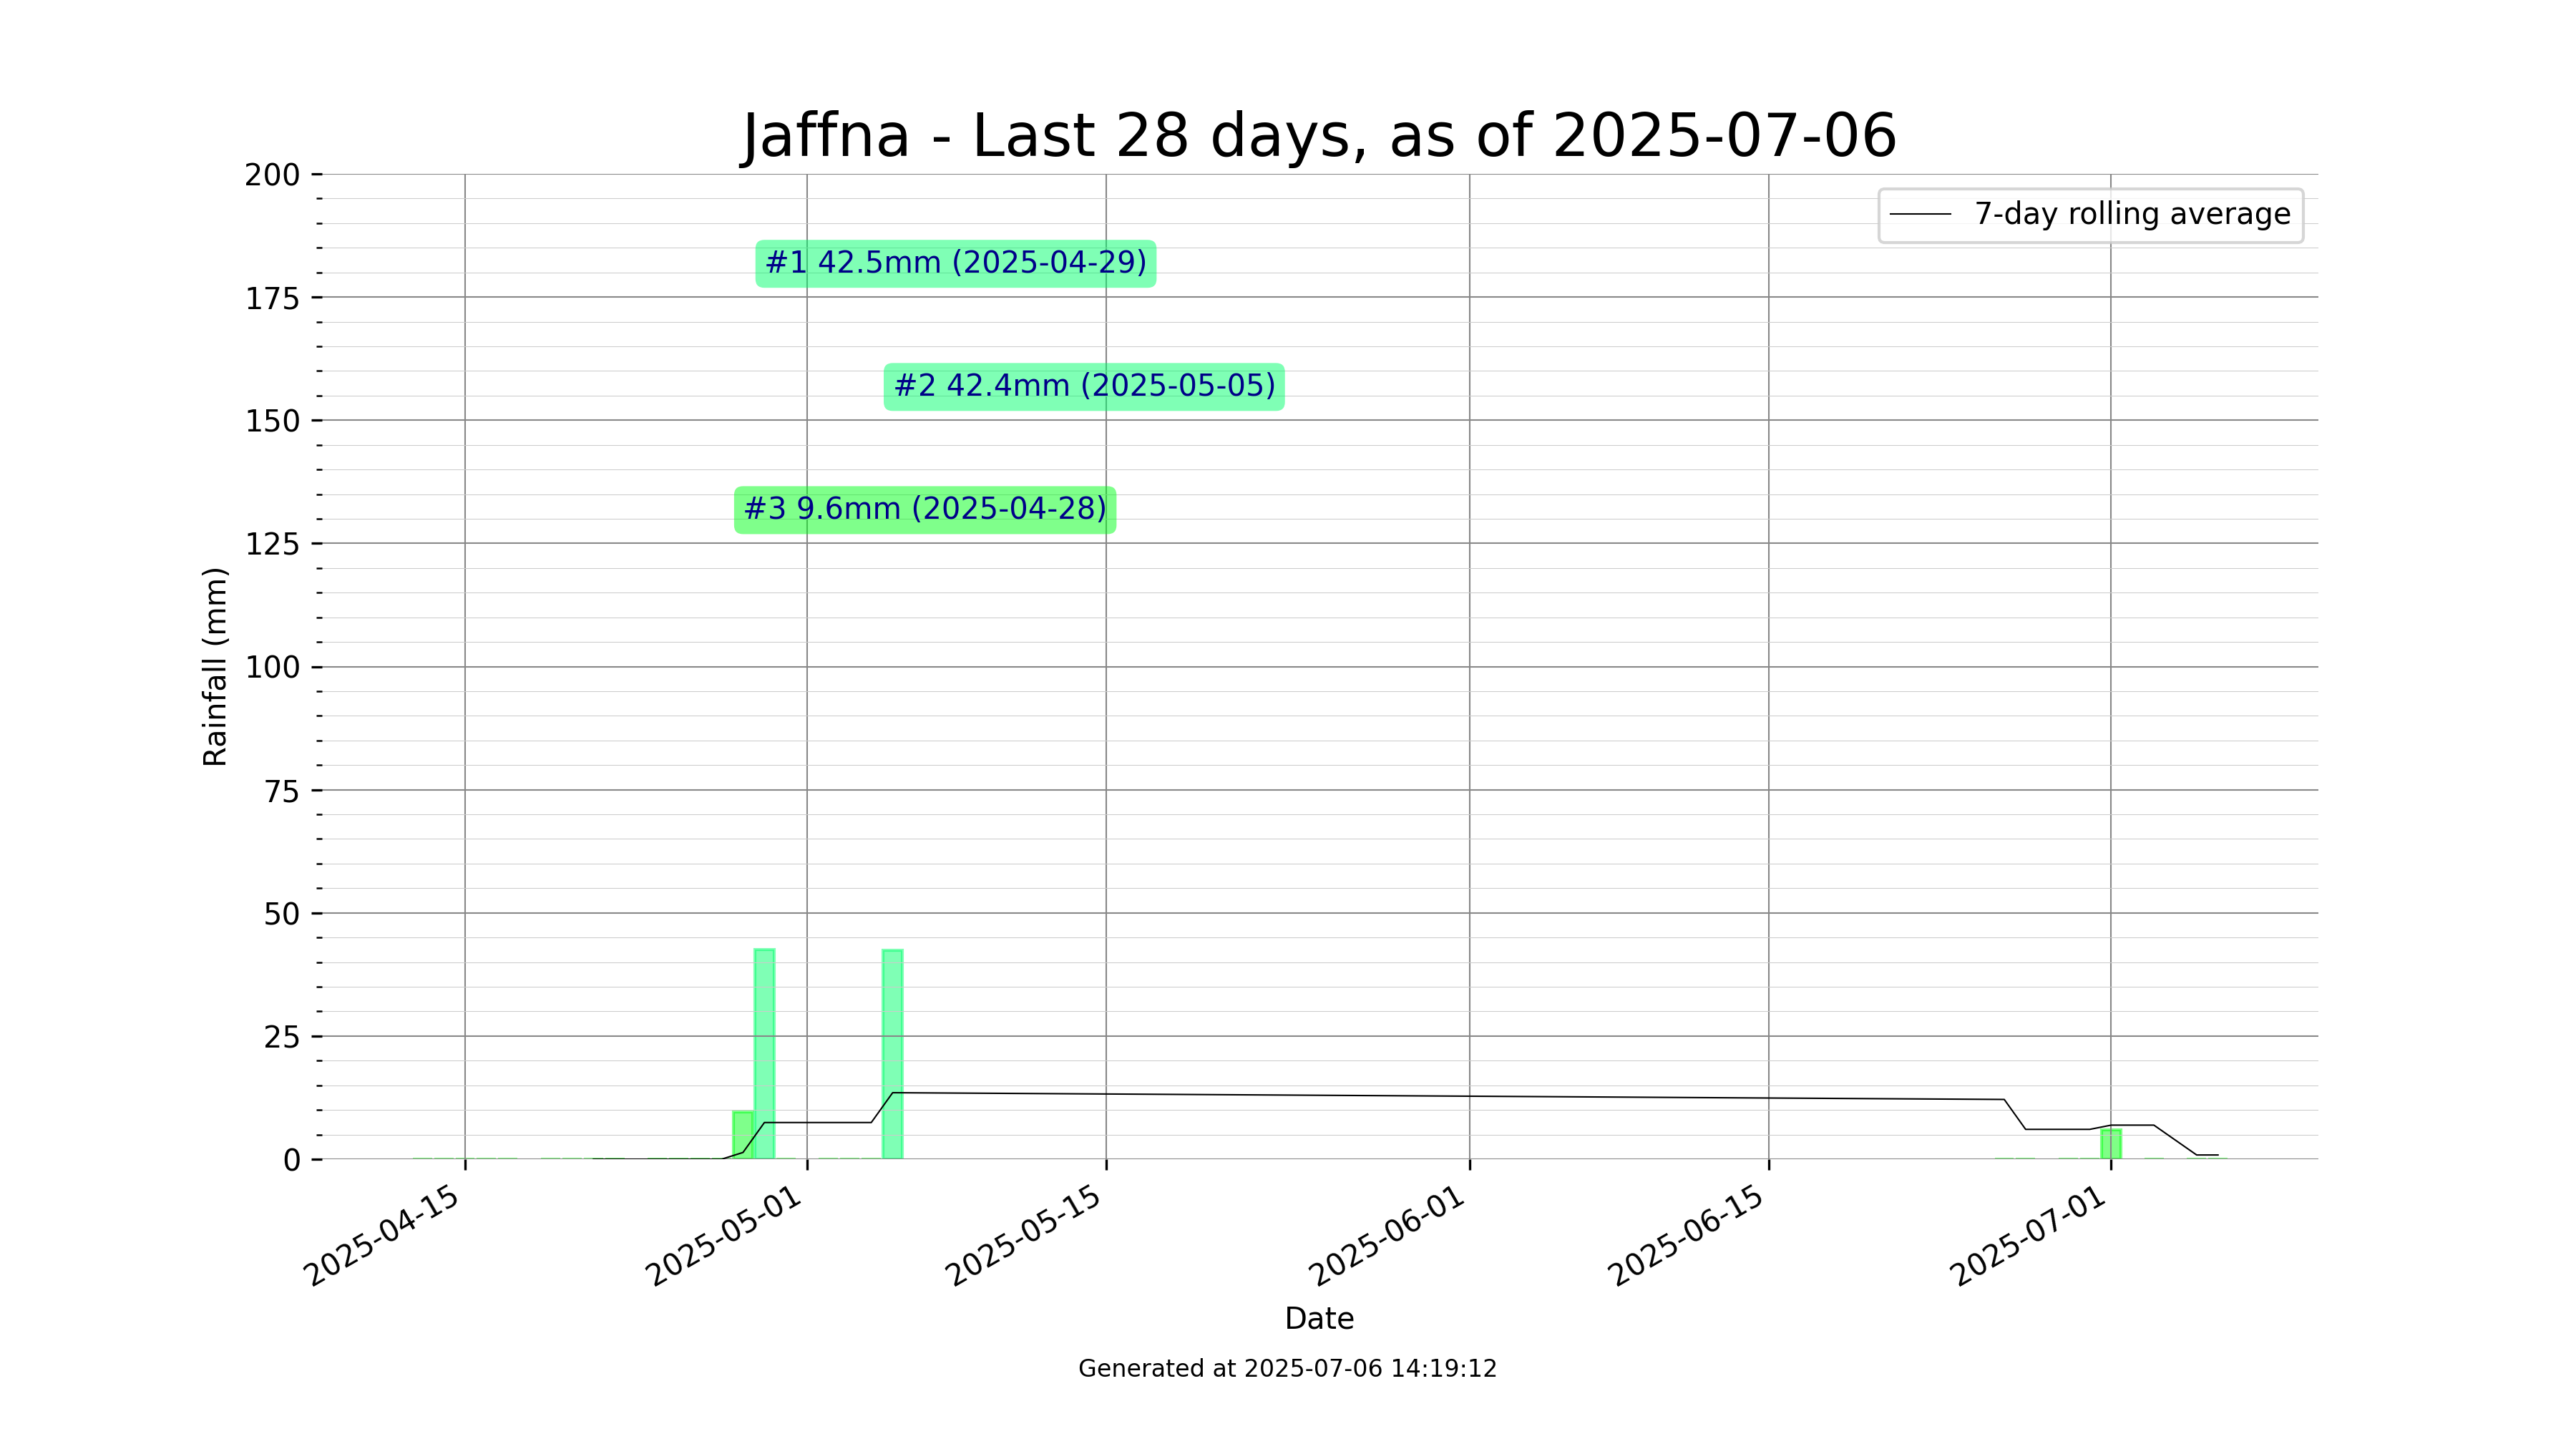 Jaffna - Last 28 days, as of 2025-07-06
200
175
150
125
100
75
50
25
0
Rainfall (mm)
7-day rolling average
#1 42.5mm (2025-04-29)
#2 42.4mm (2025-05-05)
#3 9.6mm (2025-04-28)
2025-04-15
2025-05-01
2025-05-15
2025-06-01
2025-06-15
2025-07-01
Date
Generated at 2025-07-06 14:19:12